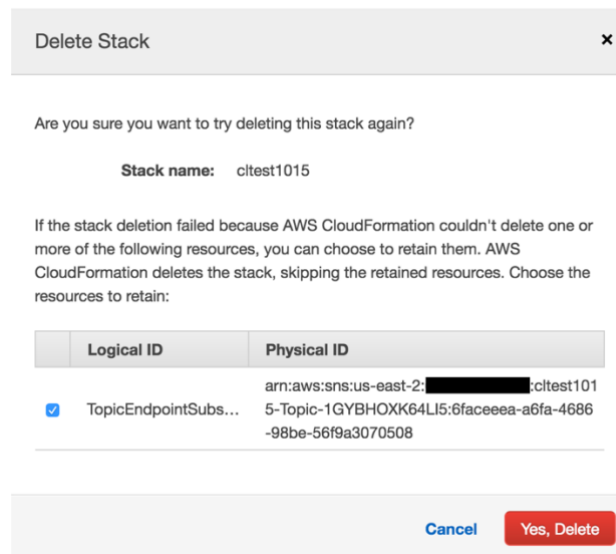 Delete Stack ×
Are you sure you want to try deleting this stack again?
Stack name: cltest1015
If the stack deletion failed because AWS CloudFormation couldn't delete one or
more of the following resources, you can choose to retain them. AWS
CloudFormation deletes the stack, skipping the retained resources. Choose the
resources to retain:
Logical ID Physical ID
arn:aws:sns:us-east-2: :cltest101
TopicEndpointSubs... 5-Topic-1GYBHOXK64LI5:6faceeea-a6fa-4686
-98be-56f9a3070508
Cancel Yes, Delete